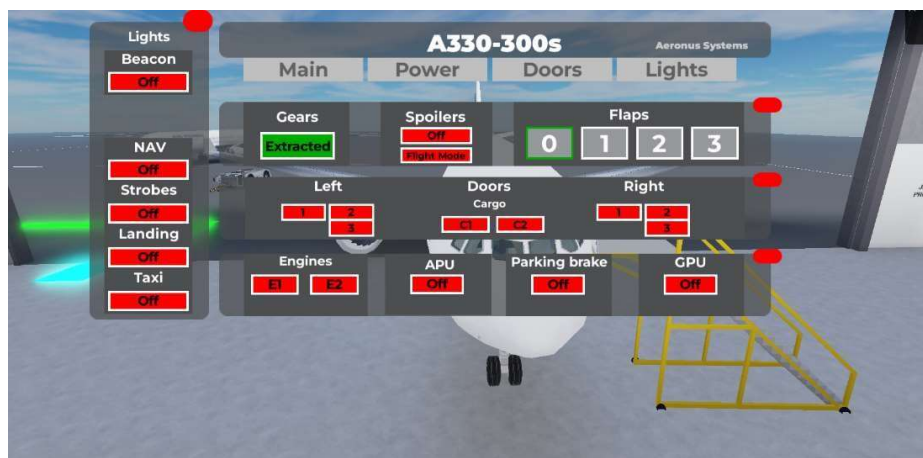 Lights
Beacon
Off
NAV
Off
Strobes
Off
Landing
Off
Taxi
Off
A330-300s
Aeronus Systems
Main Power Doors Lights
Gears
Extracted
Spoilers
Off
Flight Mode
Flaps
0 1 2 3
Left
1 2
3
Doors
Cargo
C1 C2
Right
1 2
3
Engines
E1 E2
APU
Off
Parking brake
Off
GPU
Off